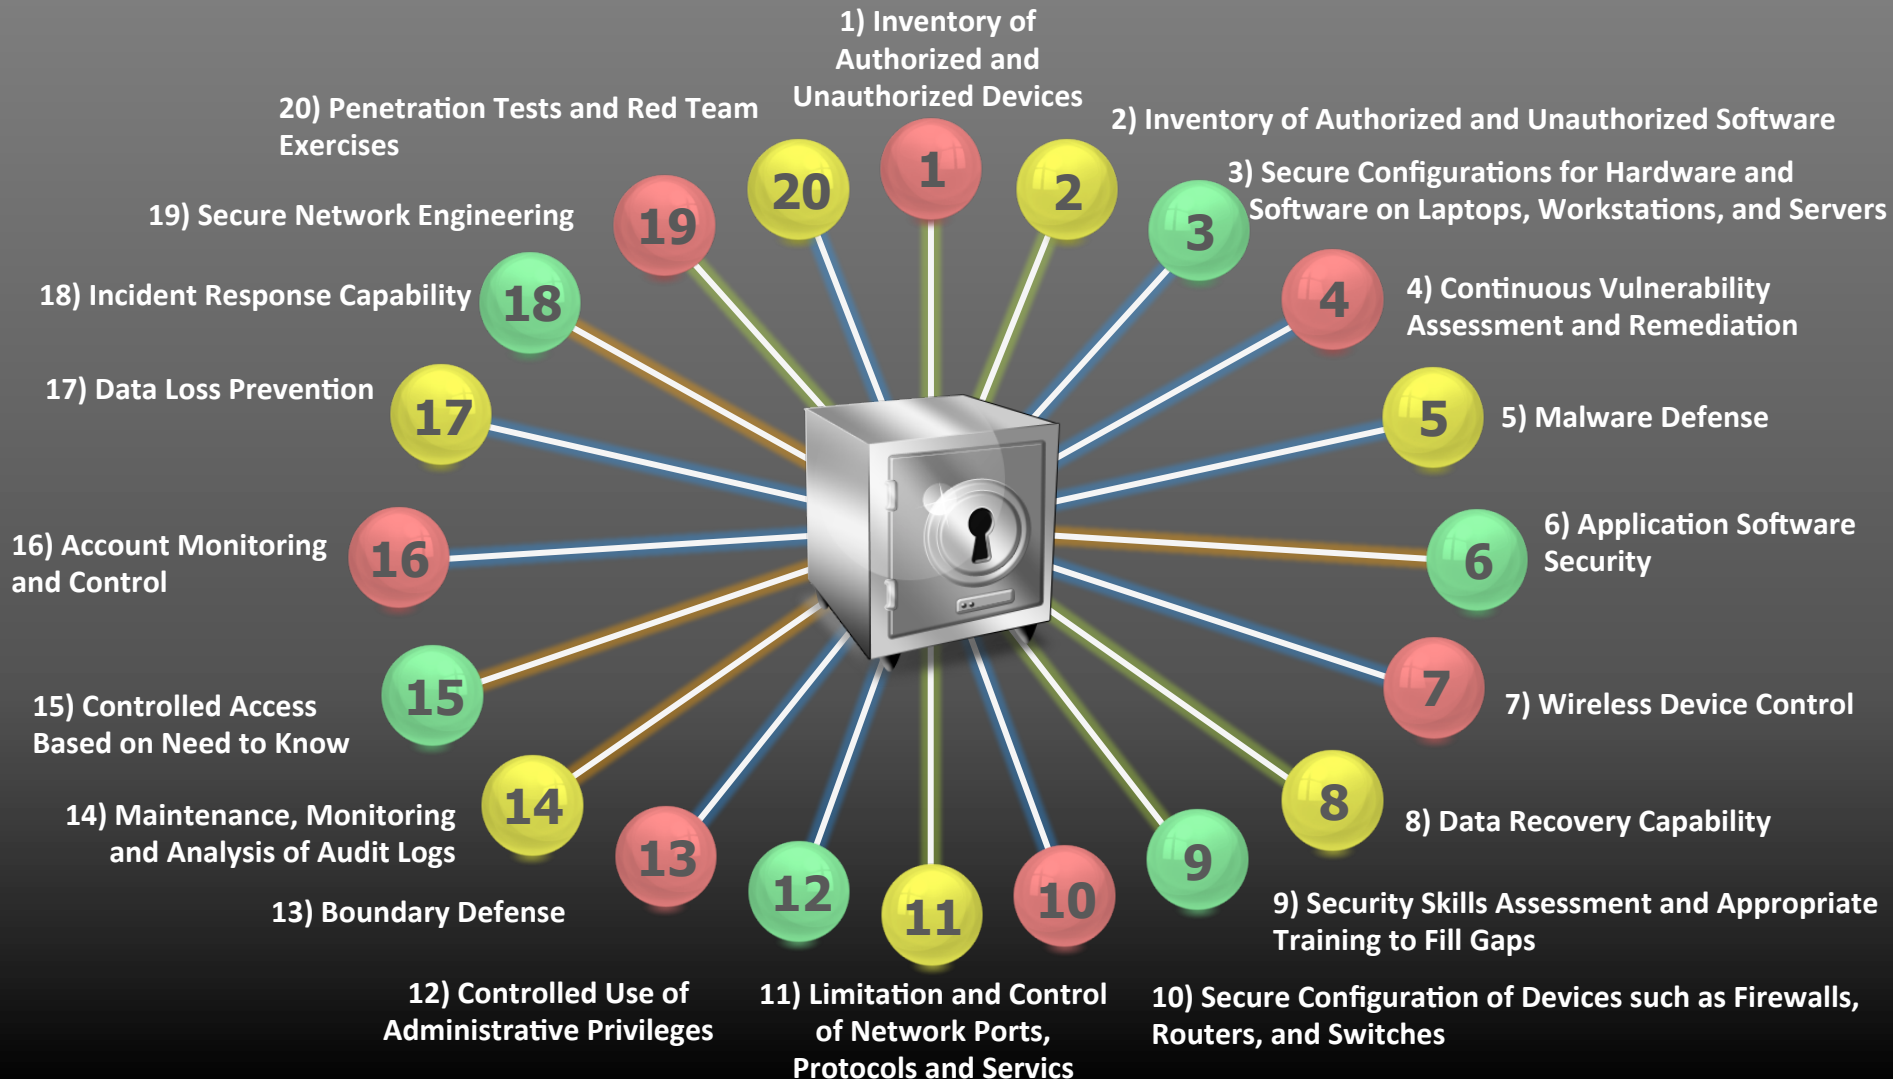 1) Inventory of
Authorized and
Unauthorized Devices
2) Inventory of Authorized and Unauthorized Software
3) Secure Configurations for Hardware and
Software on Laptops, Workstations, and Servers
4) Continuous Vulnerability
Assessment and Remediation
5) Malware Defense
6) Application Software
Security
7) Wireless Device Control
8) Data Recovery Capability
9) Security Skills Assessment and Appropriate
Training to Fill Gaps
10) Secure Configuration of Devices such as Firewalls,
Routers, and Switches
11) Limitation and Control
of Network Ports,
Protocols and Servics
12) Controlled Use of
Administrative Privileges
13) Boundary Defense
14) Maintenance, Monitoring
and Analysis of Audit Logs
15) Controlled Access
Based on Need to Know
16) Account Monitoring
and Control
17) Data Loss Prevention
18) Incident Response Capability
19) Secure Network Engineering
20) Penetration Tests and Red Team
Exercises
1
2
3
4
5
6
7
8
9
10
11
12
13
14
15
16
17
18
19
20